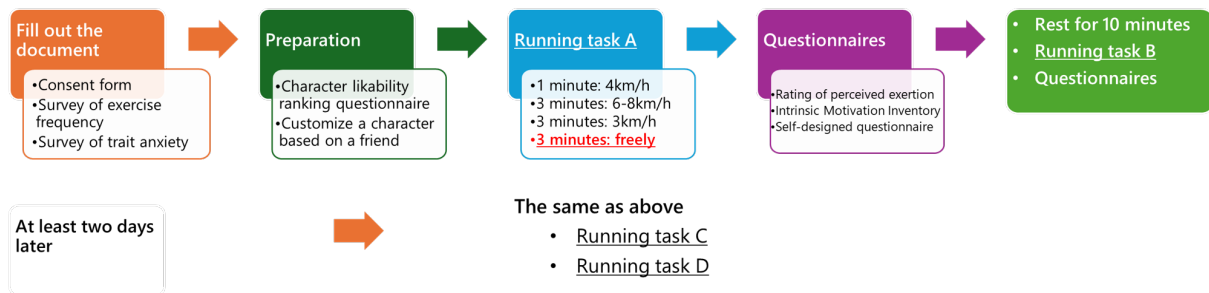 Fill out the
document
•Consent form
•Survey of exercise
frequency
•Survey of trait anxiety
Preparation
•Character likability
ranking questionnaire
•Customize a character
based on a friend
Running task A
•1 minute: 4km/h
•3 minute: 6-8km/h
•3 minutes: 3km/h
•3 minutes: freely
Questionnaires
•Rating of perceived exertion
•Intrinsic Motivation Inventory
•Self-designed questionnaire
• Rest for 10 minutes
• Running task B
• Questionnaires
At least two days
later
The same as above
• Running task C
• Running task D